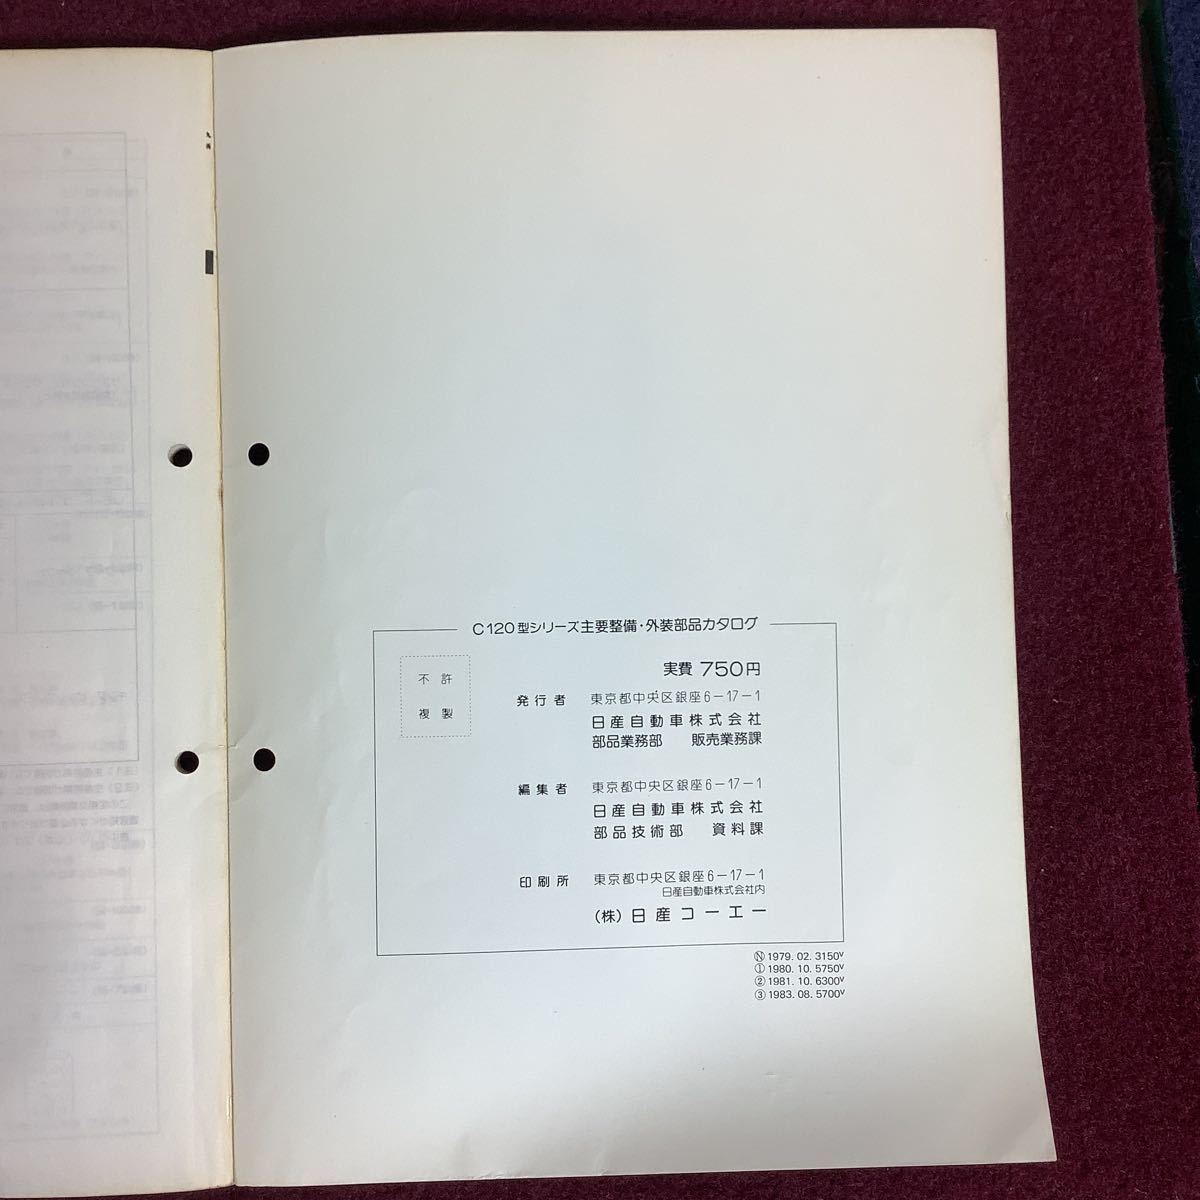 C120型シリーズ主要整備・外装部品カタログ
不許
複製
実費 750円
発行者 東京都中央区銀座6-17-1
日産自動車株式会社
部品業務部 販売業務課
編集者 東京都中央区銀座6-17-1
日産自動車株式会社
部品技術部 資料課
印刷所 東京都中央区銀座6-17-1
日産自動車株式会社内
(株)日産コーエー
Ⓝ 1979. 02. 3150V
① 1980. 10. 5750V
② 1981. 10. 6300V
③ 1983. 08. 5700V